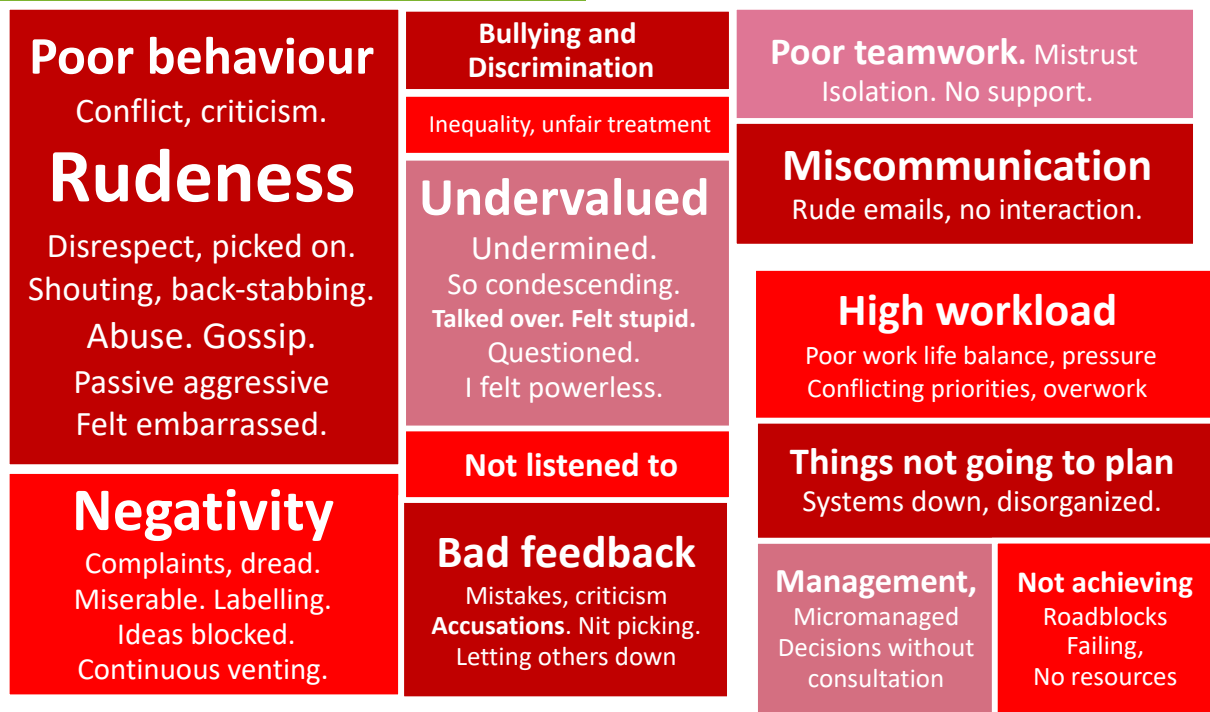 Poor behaviour
Conflict, criticism.
Rudeness
Disrespect, picked on.
Shouting, back-stabbing.
Abuse. Gossip.
Passive aggressive
Felt embarrassed.
Negativity
Complaints, dread.
Miserable. Labelling.
Ideas blocked.
Continuous venting.
Bullying and
Discrimination
Inequality, unfair treatment
Undervalued
Undermined.
So condescending.
Talked over. Felt stupid.
Questioned.
I felt powerless.
Not listened to
Bad feedback
Mistakes, criticism
Accusations. Nit picking.
Letting others down
Poor teamwork. Mistrust
Isolation. No support.
Miscommunication
Rude emails, no interaction.
High workload
Poor work life balance, pressure
Conflicting priorities, overwork
Things not going to plan
Systems down, disorganized.
Management,
Micromanaged
Decisions without
consultation
Not achieving
Roadblocks
Failing,
No resources